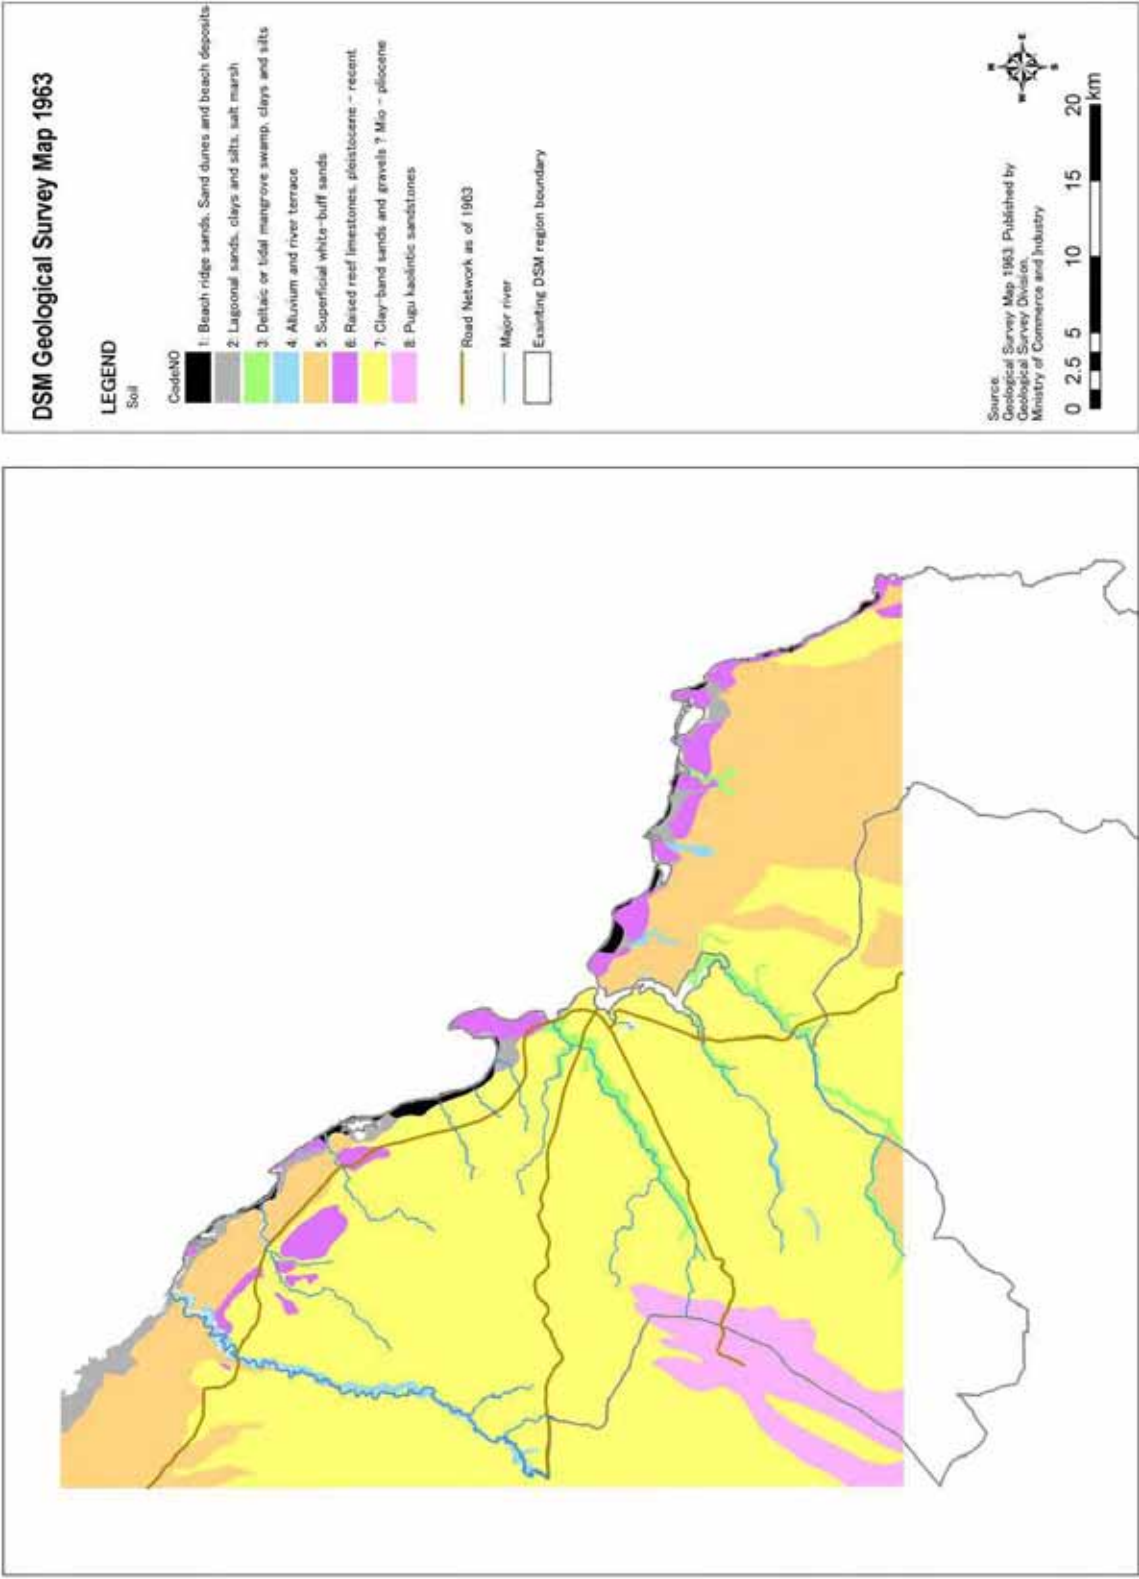 DSM Geological Survey Map 1963
LEGEND
Soil
CodeNO
1: Beach ridge sands. Sand dunes and beach deposits
2: Lagoonal sands, clays and silts, salt marsh
3: Deltaic or tidal mangrove swamp, clays and silts
4: Alluvium and river terrace
5: Superficial white-buff sands
6: Raised reef limestones, pleistocene - recent
7: Clay-band sands and gravels ? Mio - pliocene
8: Pugu kaolintic sandstones
Road Network as of 1963
Major river
Exsinting DSM region boundary
Source:
Geological Survey Map 1963: Published by
Geological Survey Division,
Ministry of Commerce and Industry
N
W E
S
0 2.5 5 10 15 20
km